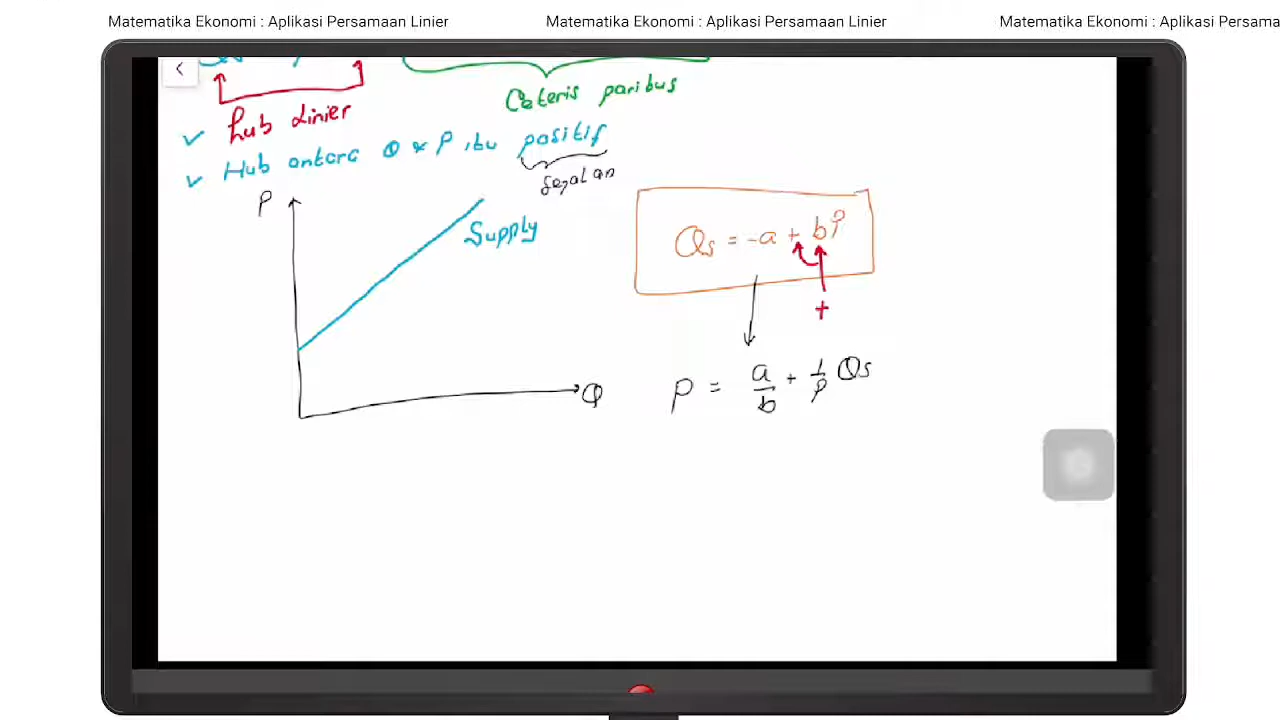 Matematika Ekonomi : Aplikasi Persamaan Linier Matematika Ekonomi : Aplikasi Persamaan Linier Matematika Ekonomi : Aplikasi Persama
Ceteris paribus
hub Linier
Hub antara Q & P itu positif
Sejalan
P
Supply
Qs = -a + bP
+
P = a/b + 1/P Qs
Q